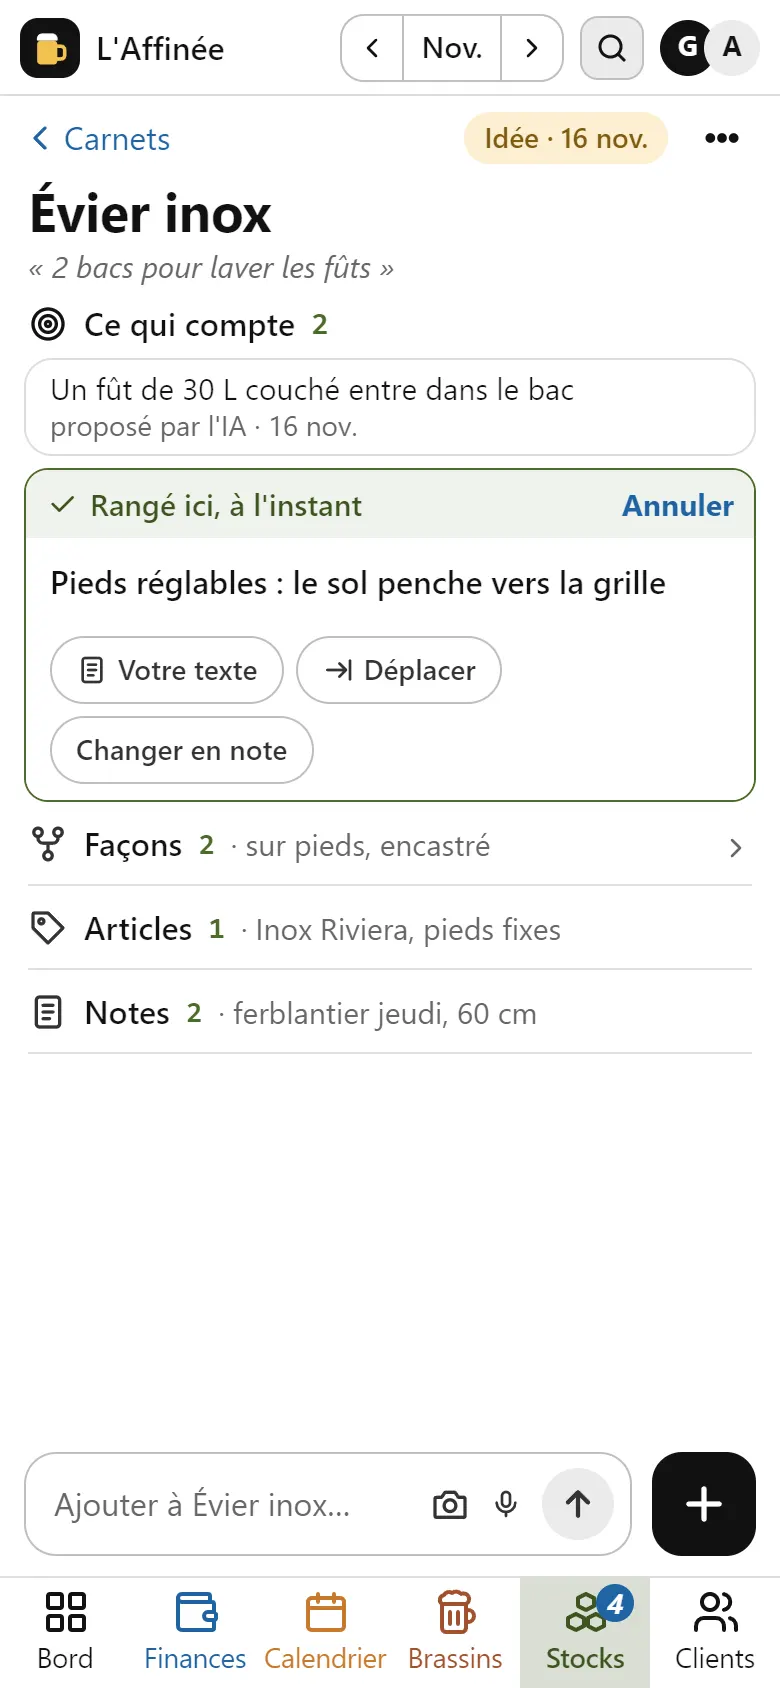 L'Affinée
Nov.
G A
Carnets
Idée · 16 nov.
Évier inox
« 2 bacs pour laver les fûts »
Ce qui compte 2
Un fût de 30 L couché entre dans le bac
proposé par l'IA · 16 nov.
Rangé ici, à l'instant Annuler
Pieds réglables : le sol penche vers la grille
Votre texte Déplacer
Changer en note
Façons 2 · sur pieds, encastré
Articles 1 · Inox Riviera, pieds fixes
Notes 2 · ferblantier jeudi, 60 cm
Ajouter à Évier inox...
4
Bord Finances Calendrier Brassins Stocks Clients